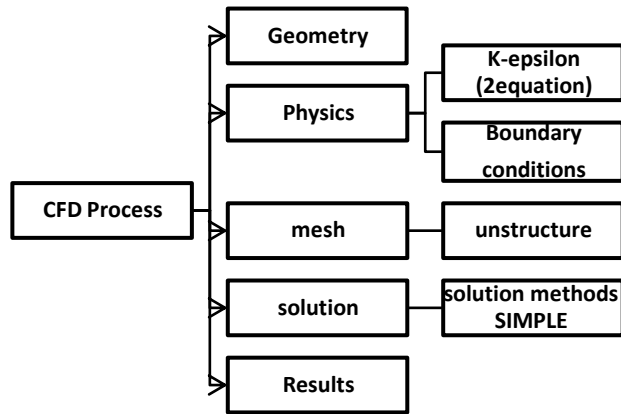 Geometry
K-epsilon
(2equation)
Physics
Boundary
conditions
CFD Process
mesh
unstructure
solution
solution methods
SIMPLE
Results